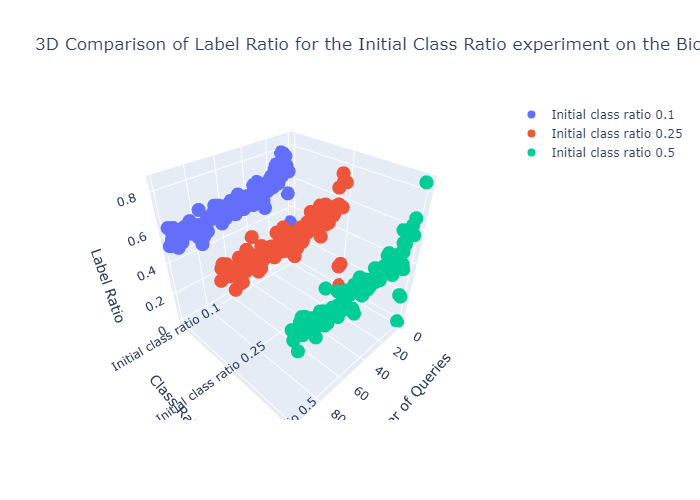 3D Comparison of Label Ratio for the Initial Class Ratio experiment on the
Initial class ratio 0.1
Initial class ratio 0.25
Initial class ratio 0.5
0.8
0.6
0.4
0.2
0
Label Ratio
Initial class ratio 0.1
Initial class ratio 0.25
0.5
Class
0
20
40
60
80
of Queries